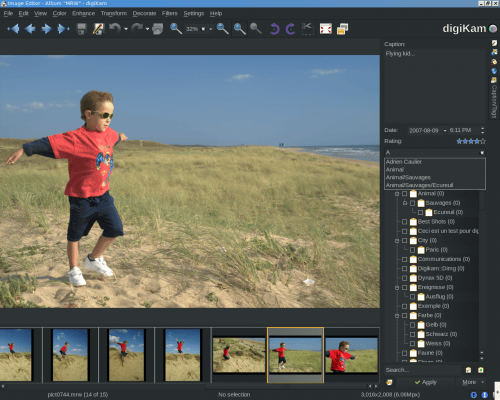 Image Editor - Album "MRW" - digiKam
File Edit View Color Enhance Transform Decorate Filters Settings Help
32%
digiKam
Caption:
Flying kid...
Date: 2007-08-09 6:11 PM
Rating:
A
Adrien Caulier
Animal
Animal/Sauvages
Animal/Sauvages/Ecureuil
Animal (0)
Sauvages (0)
Ecureuil (0)
Best Shots (0)
Ceci est un test pour dig
City (0)
Paris (0)
Communications (0)
Digikam::Dimg (0)
Dynax 5D (0)
Ereignisse (0)
Ausflug (0)
Exemple (0)
Farbe (0)
Gelb (0)
Schwarz (0)
Weiss (0)
Faune (0)
Search...
Apply More
Caption/Tags
pict0744.mrw (14 of 15) No selection 3,016x2,008 (6.06Mpx)